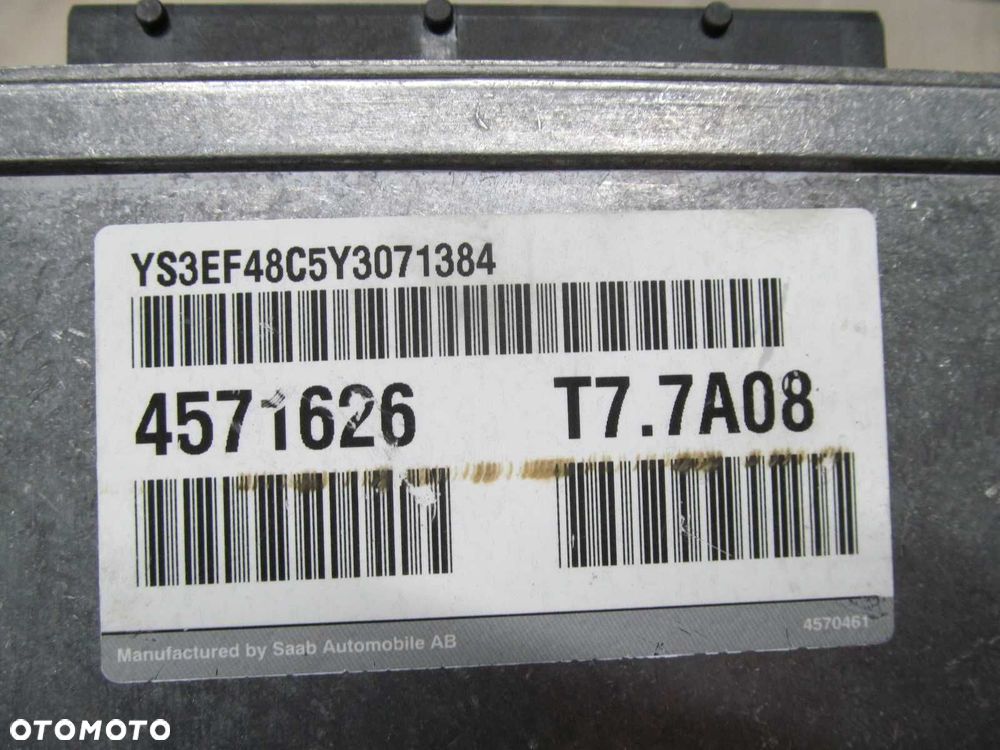 YS3EF48C5Y3071384
4571626 T7.7A08
4570461
Manufactured by Saab Automobile AB
OTOMOTO